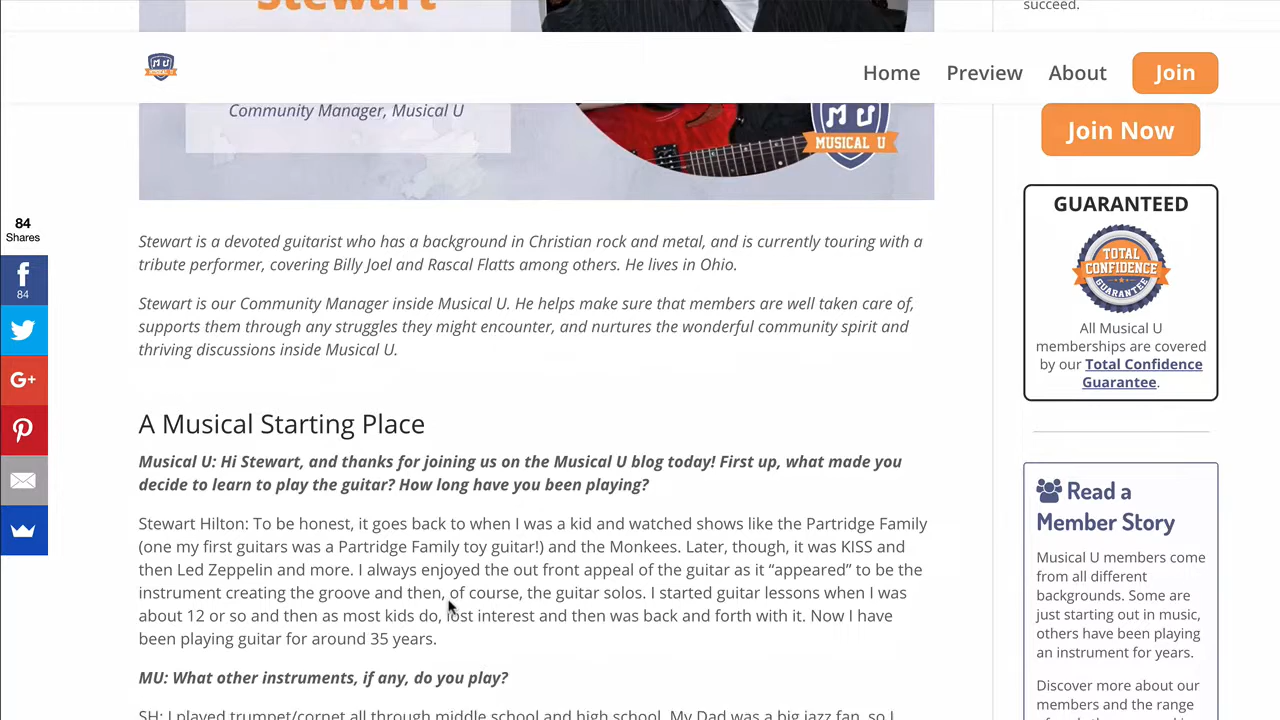 Stewart
succeed.
MU
MUSICAL U
Home
Preview
About
Join
Community Manager, Musical U
MU
MUSICAL U
Join Now
84
Shares
84
G+
GUARANTEED
TOTAL
CONFIDENCE
GUARANTEE
All Musical U
memberships are covered
by our Total Confidence
Guarantee.
Stewart is a devoted guitarist who has a background in Christian rock and metal, and is currently touring with a
tribute performer, covering Billy Joel and Rascal Flatts among others. He lives in Ohio.
Stewart is our Community Manager inside Musical U. He helps make sure that members are well taken care of,
supports them through any struggles they might encounter, and nurtures the wonderful community spirit and
thriving discussions inside Musical U.
A Musical Starting Place
Musical U: Hi Stewart, and thanks for joining us on the Musical U blog today! First up, what made you
decide to learn to play the guitar? How long have you been playing?
Stewart Hilton: To be honest, it goes back to when I was a kid and watched shows like the Partridge Family
(one my first guitars was a Partridge Family toy guitar!) and the Monkees. Later, though, it was KISS and
then Led Zeppelin and more. I always enjoyed the out front appeal of the guitar as it “appeared” to be the
instrument creating the groove and then, of course, the guitar solos. I started guitar lessons when I was
about 12 or so and then as most kids do, lost interest and then was back and forth with it. Now I have
been playing guitar for around 35 years.
MU: What other instruments, if any, do you play?
SH: I played trumpet/cornet all through middle school and high school. My Dad was a big jazz fan, so I
Read a
Member Story
Musical U members come
from all different
backgrounds. Some are
just starting out in music,
others have been playing
an instrument for years.
Discover more about our
members and the range